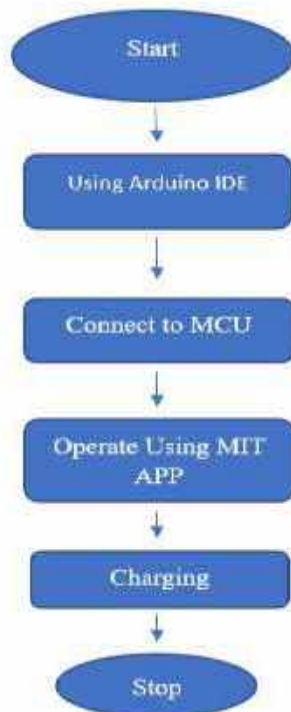 Start
Using Arduino IDE
Connect to MCU
Operate Using MIT
APP
Charging
Stop